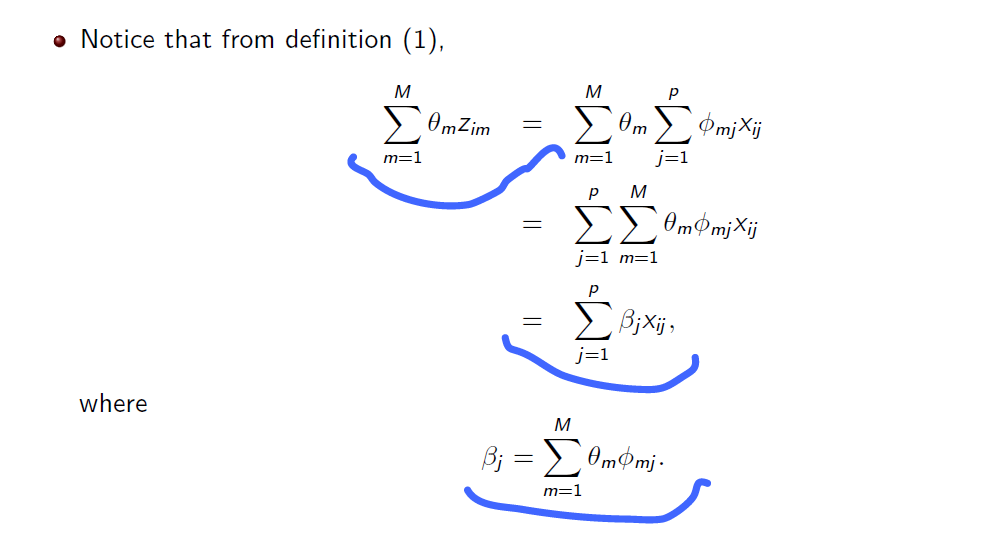 Notice that from definition (1),
$\sum_{m=1}^{M} \theta_m z_{im} = \sum_{m=1}^{M} \theta_m \sum_{j=1}^{p} \phi_{mj} x_{ij}$
$= \sum_{j=1}^{p} \sum_{m=1}^{M} \theta_m \phi_{mj} x_{ij}$
$= \sum_{j=1}^{p} \beta_j x_{ij},$
where
$\beta_j = \sum_{m=1}^{M} \theta_m \phi_{mj}.$